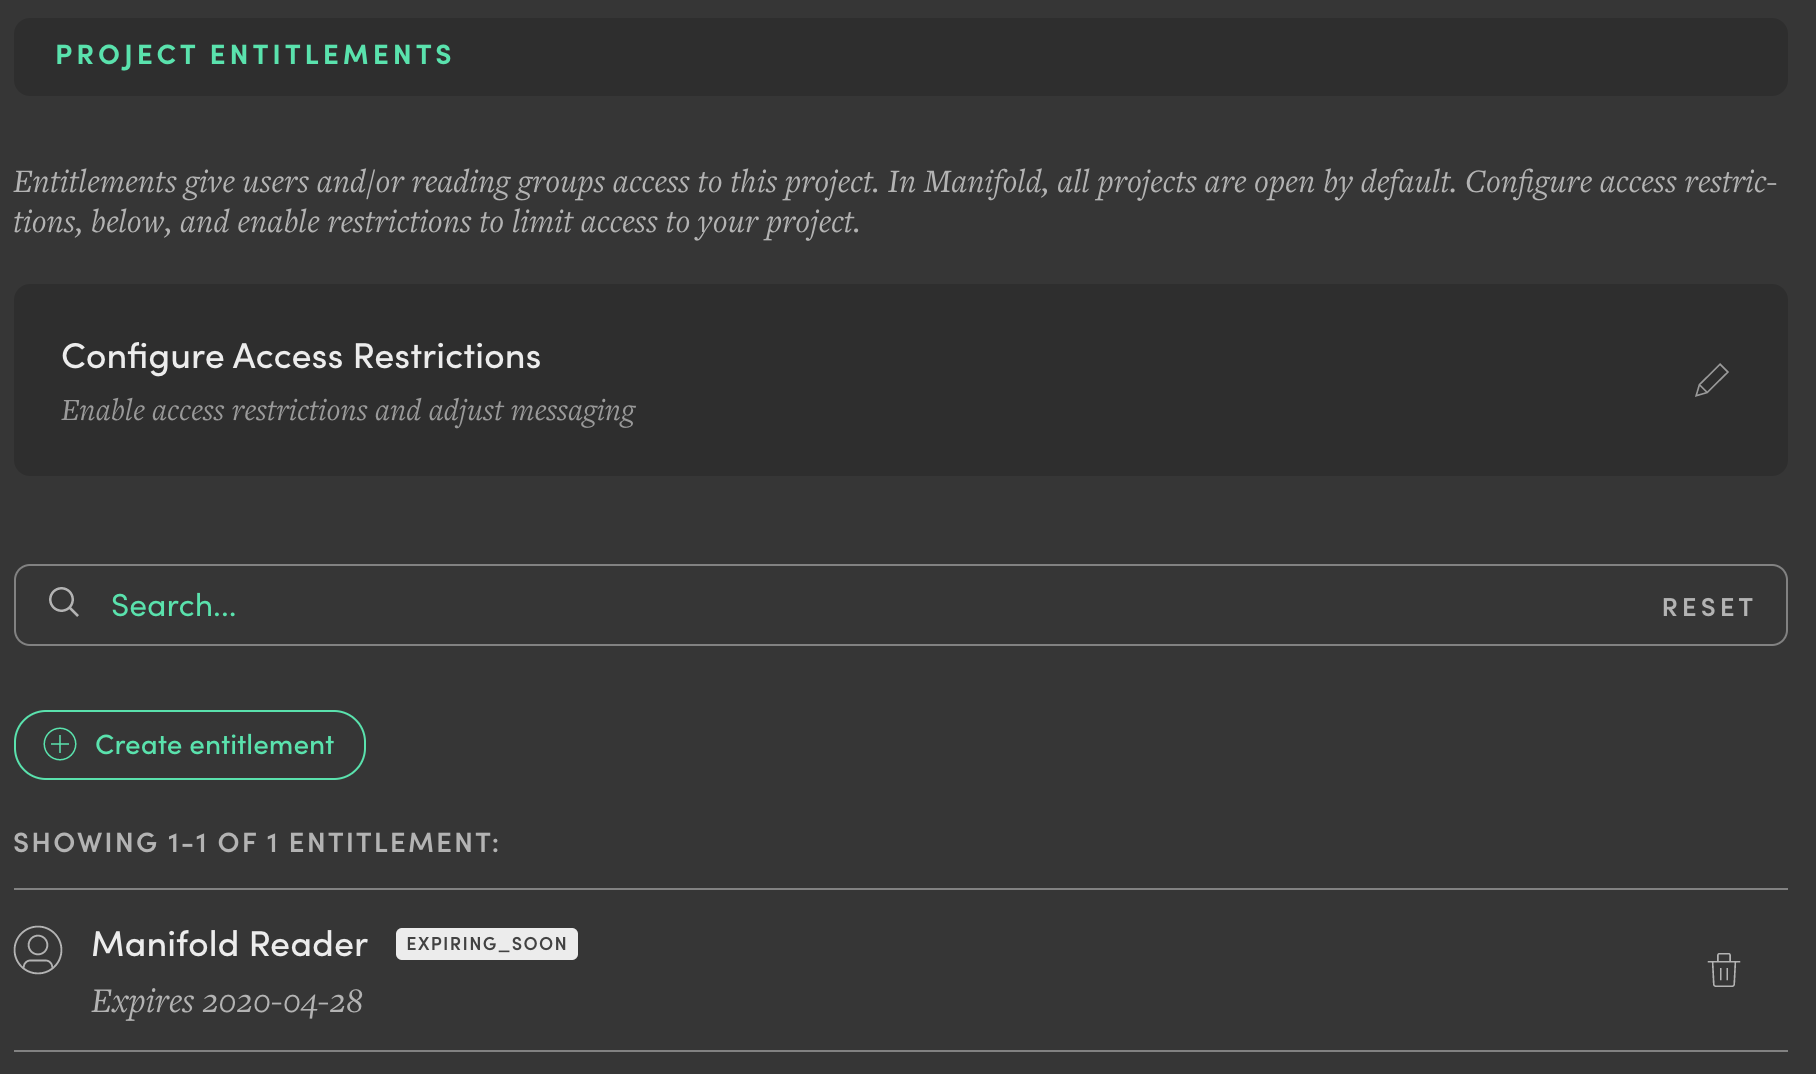 PROJECT ENTITLEMENTS
Entitlements give users and/or reading groups access to this project. In Manifold, all projects are open by default. Configure access restric-
tions, below, and enable restrictions to limit access to your project.
Configure Access Restrictions
Enable access restrictions and adjust messaging
Search...
RESET
Create entitlement
SHOWING 1-1 OF 1 ENTITLEMENT:
Manifold Reader EXPIRING_SOON
Expires 2020-04-28